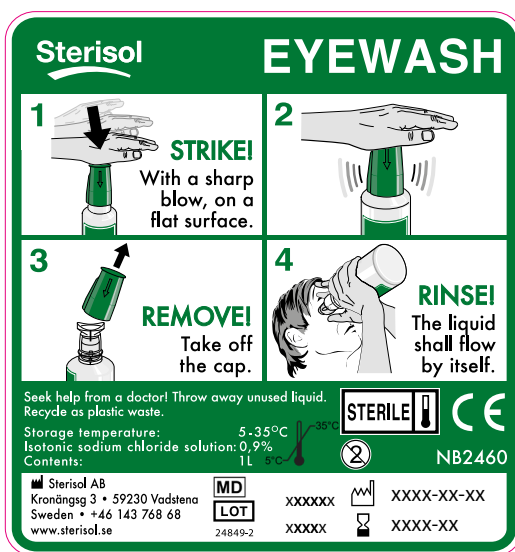 Sterisol
EYEWASH
1
STRIKE!
With a sharp
blow, on a
flat surface.
2
3
REMOVE!
Take off
the cap.
4
RINSE!
The liquid
shall flow
by itself.
Seek help from a doctor! Throw away unused liquid.
Recycle as plastic waste.
Storage temperature: 5-35°C
Isotonic sodium chloride solution: 0,9%
Contents: 1L
35°C
5°C
STERILE
2
CE
NB2460
Sterisol AB
Kronängsg 3 • 59230 Vadstena
Sweden • +46 143 768 68
www.sterisol.se
MD
LOT
24849-2
xxxxxx
xxxxx
XXXX-XX-XX
XXXX-XX